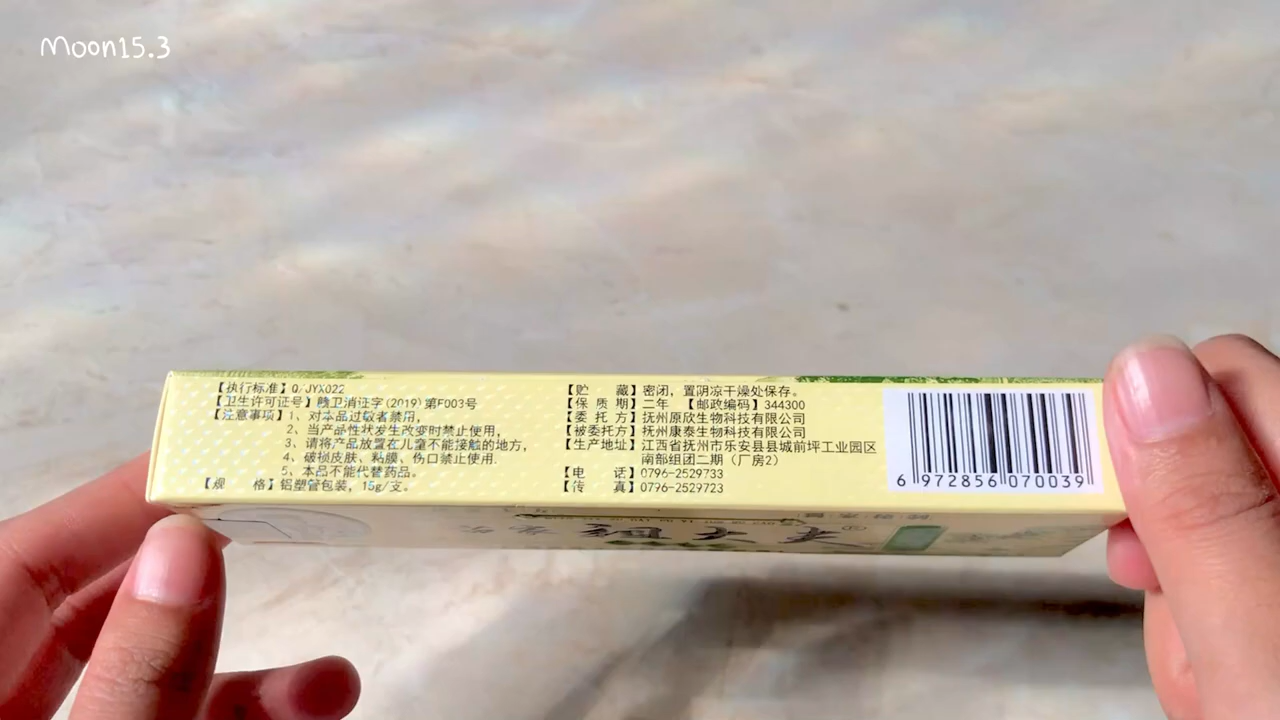 Moon15.3
【执行标准】Q/JYX022
【卫生许可证号】赣卫消证字(2019)第F003号
【注意事项】1、对本品过敏者禁用,
2、当产品性状发生改变时禁止使用,
3、请将产品放置在儿童不能接触的地方,
4、破损皮肤、粘膜、伤口禁止使用.
5、本品不能代替药品。
【规 格】铝塑管包装, 15g/支。
【贮 藏】密闭, 置阴凉干燥处保存。
【保 质 期】二年 【邮政编码】344300
【委 托 方】抚州原欣生物科技有限公司
【被委托方】抚州康泰生物科技有限公司
【生产地址】江西省抚州市乐安县县城前坪工业园区
南部组团二期（厂房2）
【电 话】0796-2529733
【传 真】0796-2529723
6 972856 070039